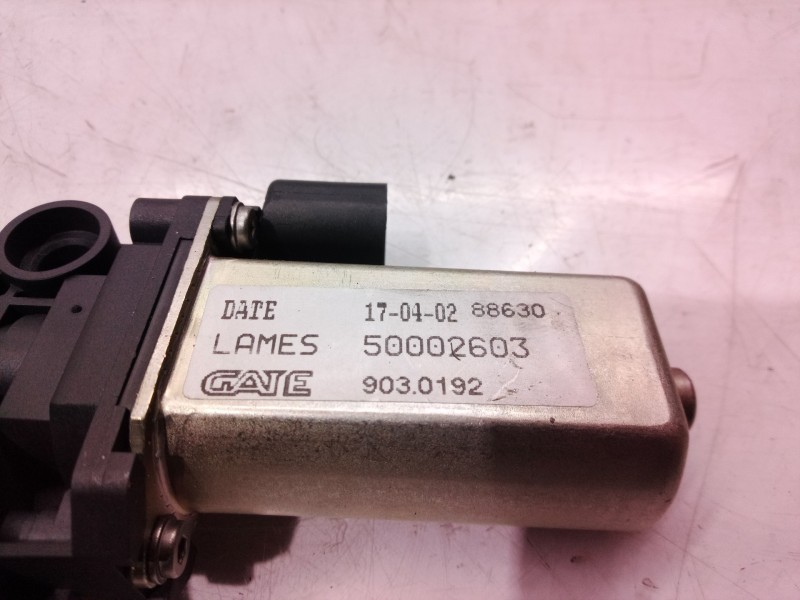 DATE 17-04-02 88630
LAMES 50002603
GATE 903.0192